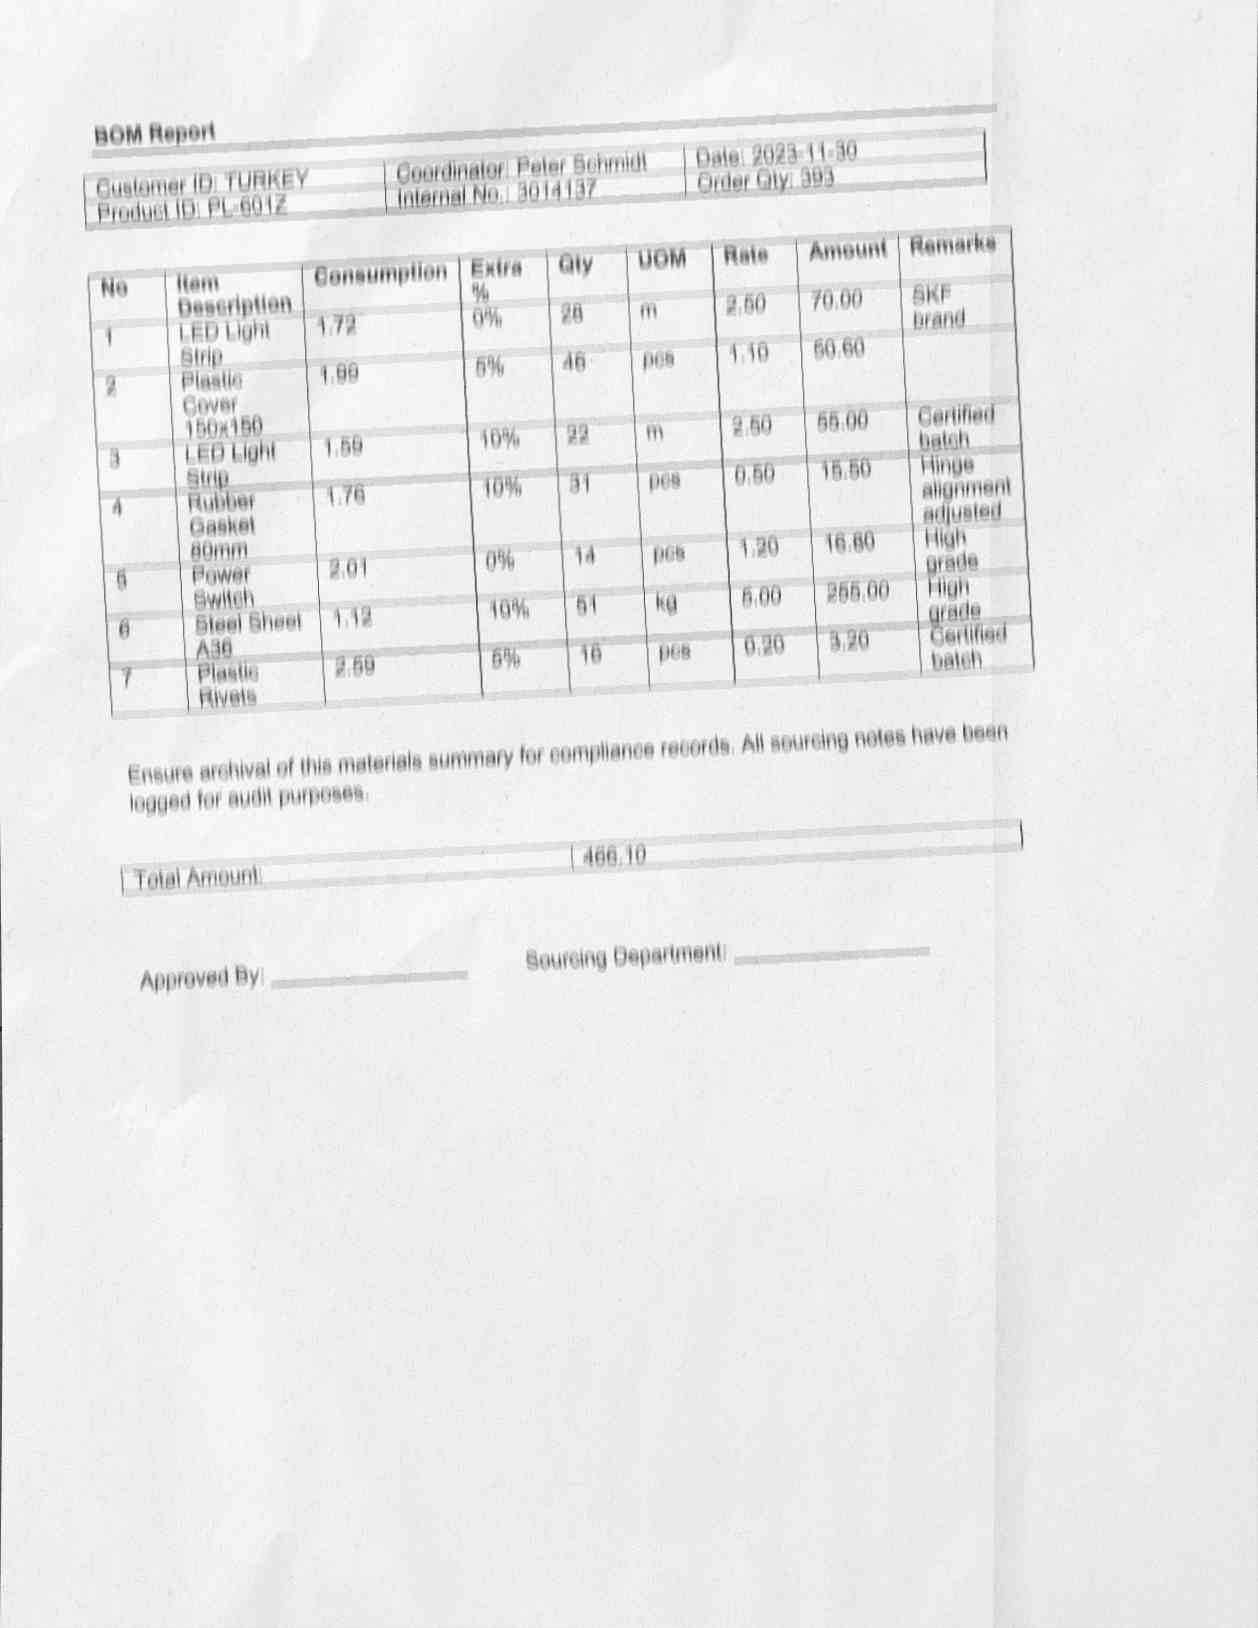 BOM Report
Customer ID: TURKEY
Product ID: PL-601Z
Coordinator: Peter Schmidt
Internal No.: 3014137
Date: 2023-11-30
Order Qty: 393
No Item Description Consumption Extra % Qty UOM Rate Amount Remarks
1 LED Light Strip 1.72 0% 28 m 2.50 70.00 SKF brand
2 Plastic Cover 150x150 1.99 5% 46 pcs 1.10 50.60
3 LED Light Strip 1.59 10% 22 m 2.50 55.00 Certified batch
4 Rubber Gasket 80mm 1.76 10% 31 pcs 0.50 15.50 Hinge alignment adjusted
5 Power Switch 2.01 0% 14 pcs 1.20 16.80 High grade
6 Steel Sheet A36 1.12 10% 51 kg 5.00 255.00 High grade
7 Plastic Rivets 2.59 5% 16 pcs 0.20 3.20 Certified batch
Ensure archival of this materials summary for compliance records. All sourcing notes have been
logged for audit purposes.
Total Amount: 466.10
Approved By:
Sourcing Department: